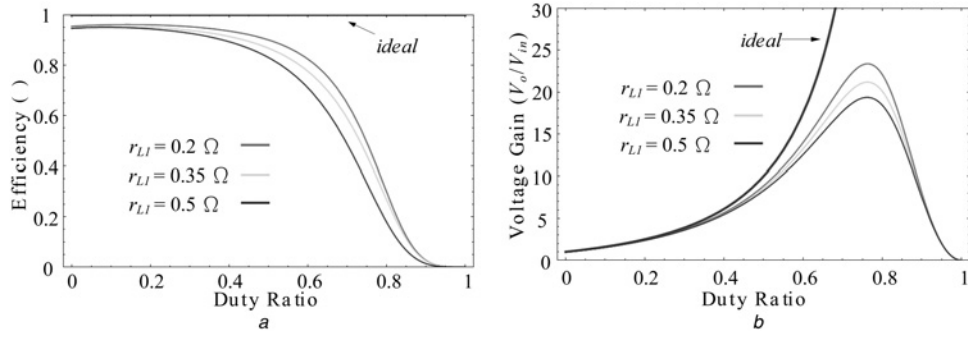 1
0.8
0.6
0.4
0.2
0
Efficiency ( )
ideal
r_L1 = 0.2 Ω
r_L1 = 0.35 Ω
r_L1 = 0.5 Ω
0 0.2 0.4 0.6 0.8 1
Duty Ratio
a
30
25
20
15
10
5
0
Voltage Gain (V_o/V_in)
ideal
r_L1 = 0.2 Ω
r_L1 = 0.35 Ω
r_L1 = 0.5 Ω
0 0.2 0.4 0.6 0.8 1
Duty Ratio
b